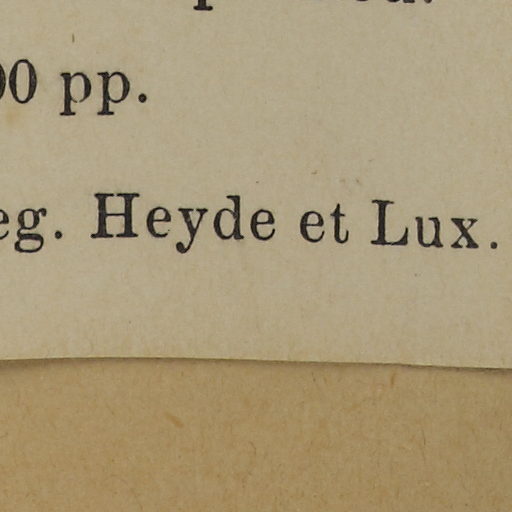 00 pp.
eg. Heyde et Lux.